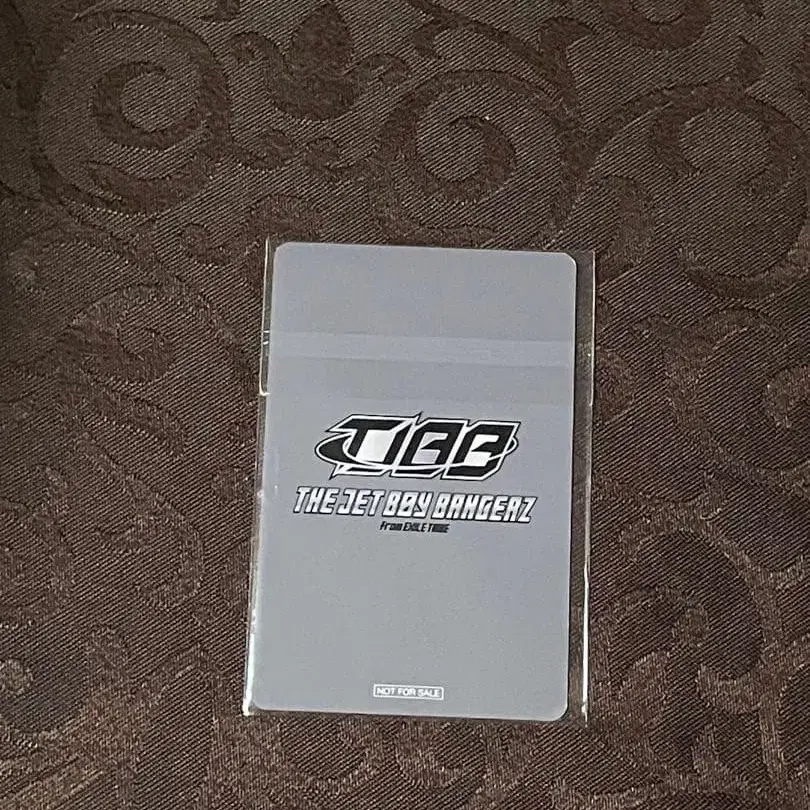 TJBB
THE JET BOY BANGERZ
From EXILE TRIBE
NOT FOR SALE